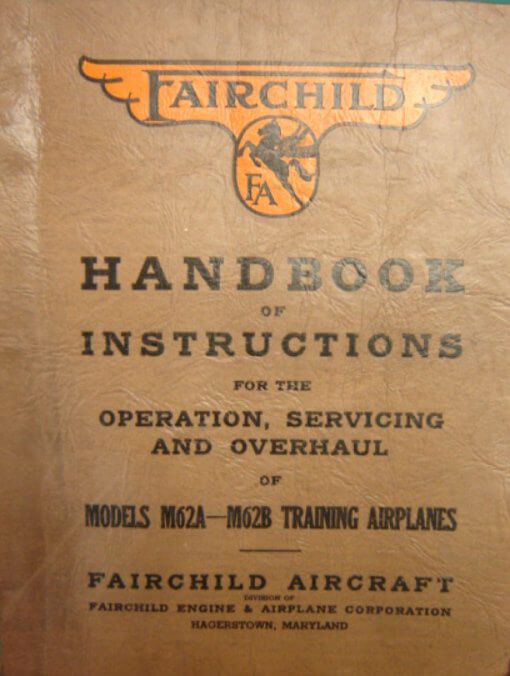 FAIRCHILD
FA
HANDBOOK
OF
INSTRUCTIONS
FOR THE
OPERATION, SERVICING
AND OVERHAUL
OF
MODELS M62A—M62B TRAINING AIRPLANES
FAIRCHILD AIRCRAFT
DIVISION OF
FAIRCHILD ENGINE & AIRPLANE CORPORATION
HAGERSTOWN, MARYLAND